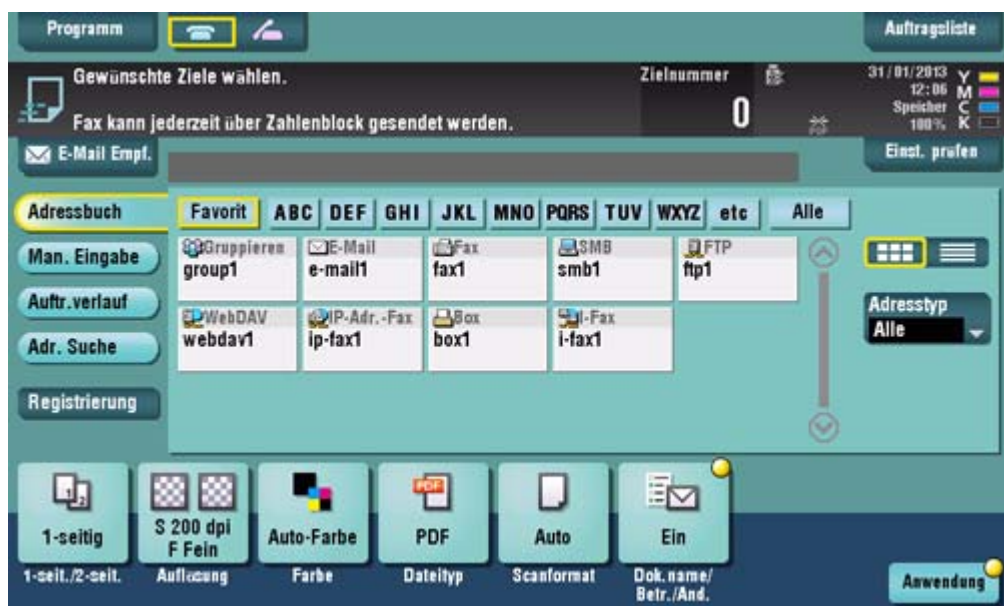 Programm
Auftragsliste
Gewünschte Ziele wählen.
Zielnummer
0
31/01/2013
12:06
Speicher
100%
Y
M
C
K
Fax kann jederzeit über Zahlenblock gesendet werden.
E-Mail Empf.
Einst. prüfen
Adressbuch
Favorit ABC DEF GHI JKL MNO PQRS TUV WXYZ etc Alle
Man. Eingabe
Auftr.verlauf
Adr. Suche
Registrierung
Gruppieren
group1
E-Mail
e-mail1
Fax
fax1
SMB
smb1
FTP
ftp1
WebDAV
webdav1
IP-Adr.-Fax
ip-fax1
Box
box1
I-Fax
i-fax1
Adresstyp
Alle
1-seitig
1-seit./2-seit.
S 200 dpi
F Fein
Auflösung
Auto-Farbe
Farbe
PDF
PDF
Dateityp
Auto
Scanformat
Ein
Dok.name/
Betr./And.
Anwendung